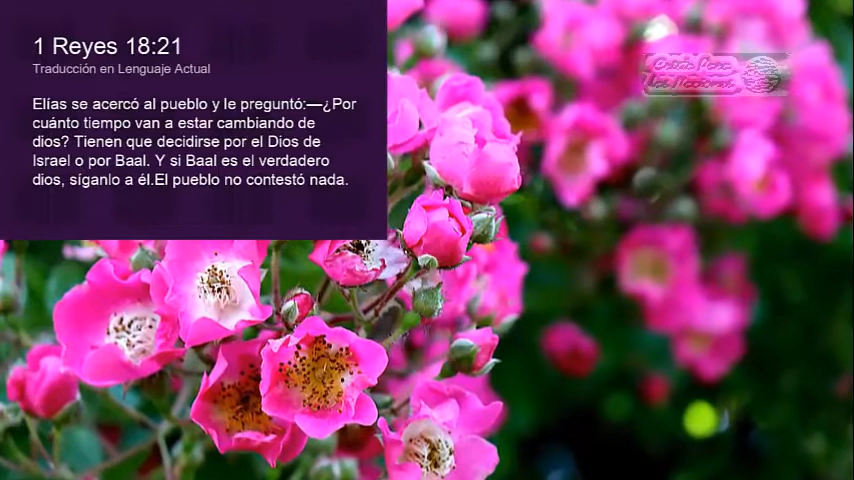 1 Reyes 18:21
Traducción en Lenguaje Actual
Elías se acercó al pueblo y le preguntó:—¿Por
cuánto tiempo van a estar cambiando de
dios? Tienen que decidirse por el Dios de
Israel o por Baal. Y si Baal es el verdadero
dios, síganlo a él.El pueblo no contestó nada.